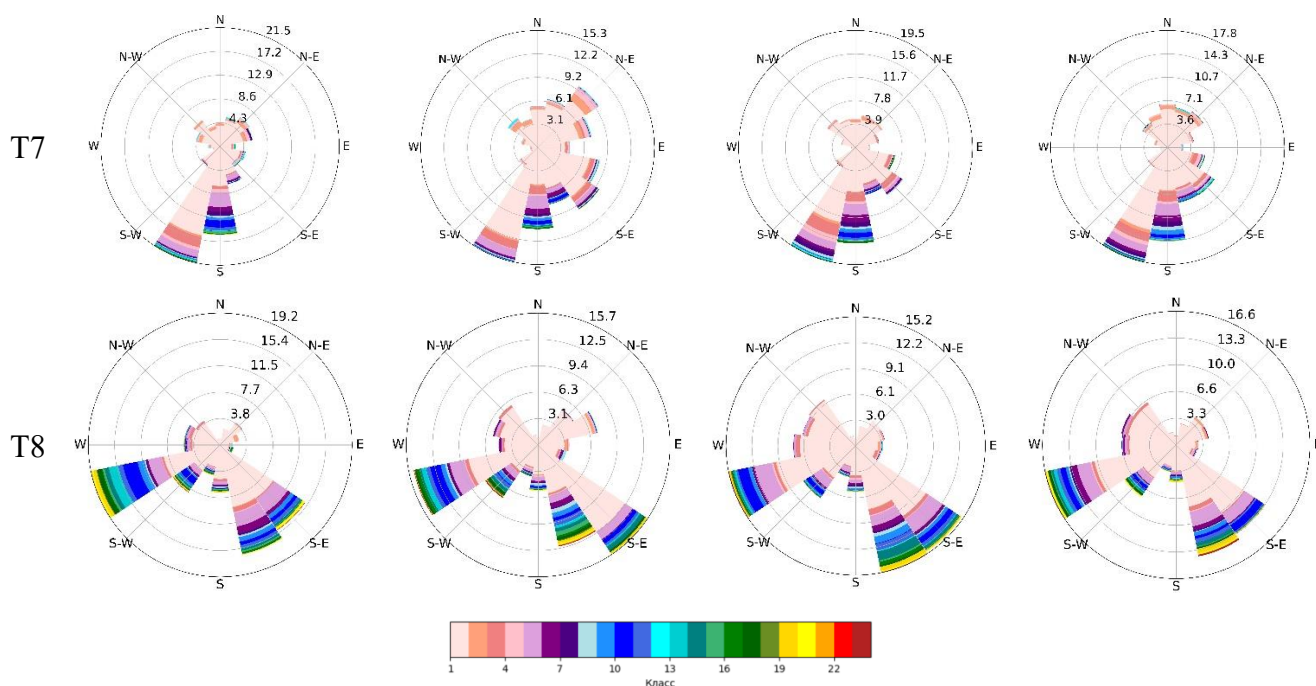 T7
N
N-E
E
S-E
S
S-W
W
N-W
4.3
8.6
12.9
17.2
21.5
N
N-E
E
S-E
S
S-W
W
N-W
3.1
6.1
9.2
12.2
15.3
N
N-E
E
S-E
S
S-W
W
N-W
3.9
7.8
11.7
15.6
19.5
N
N-E
E
S-E
S
S-W
W
N-W
3.6
7.1
10.7
14.3
17.8
T8
N
N-E
E
S-E
S
S-W
W
N-W
3.8
7.7
11.5
15.4
19.2
N
N-E
E
S-E
S
S-W
W
N-W
3.1
6.3
9.4
12.5
15.7
N
N-E
E
S-E
S
S-W
W
N-W
3.0
6.1
9.1
12.2
15.2
N
N-E
E
S-E
S
S-W
W
N-W
3.3
6.6
10.0
13.3
16.6
1 4 7 10 13 16 19 22
Класс